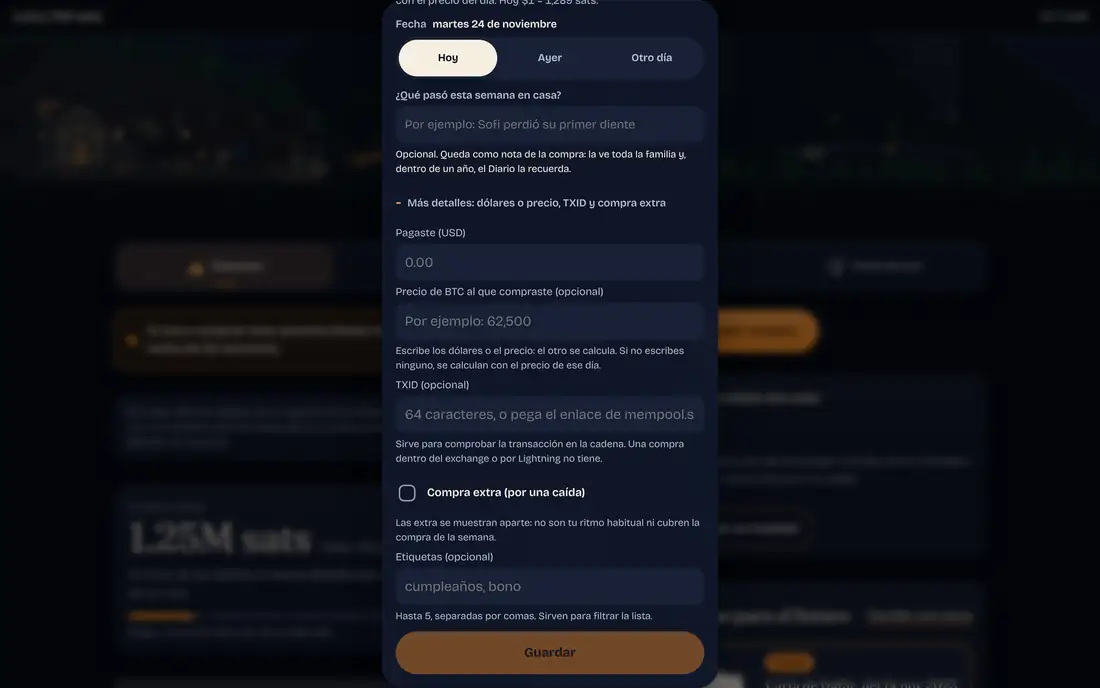 con el precio del día. Hoy $1 = 1,289 sats.
Fecha martes 24 de noviembre
Hoy
Ayer
Otro día
¿Qué pasó esta semana en casa?
Por ejemplo: Sofi perdió su primer diente
Opcional. Queda como nota de la compra: la ve toda la familia y,
dentro de un año, el Diario la recuerda.
– Más detalles: dólares o precio, TXID y compra extra
Pagaste (USD)
0.00
Precio de BTC al que compraste (opcional)
Por ejemplo: 62,500
Escribe los dólares o el precio: el otro se calcula. Si no escribes
ninguno, se calculan con el precio de ese día.
TXID (opcional)
64 caracteres, o pega el enlace de mempool.s
Sirve para comprobar la transacción en la cadena. Una compra
dentro del exchange o por Lightning no tiene.
Compra extra (por una caída)
Las extra se muestran aparte: no son tu ritmo habitual ni cubren la
compra de la semana.
Etiquetas (opcional)
cumpleaños, bono
Hasta 5, separadas por comas. Sirven para filtrar la lista.
Guardar
1.25M sats